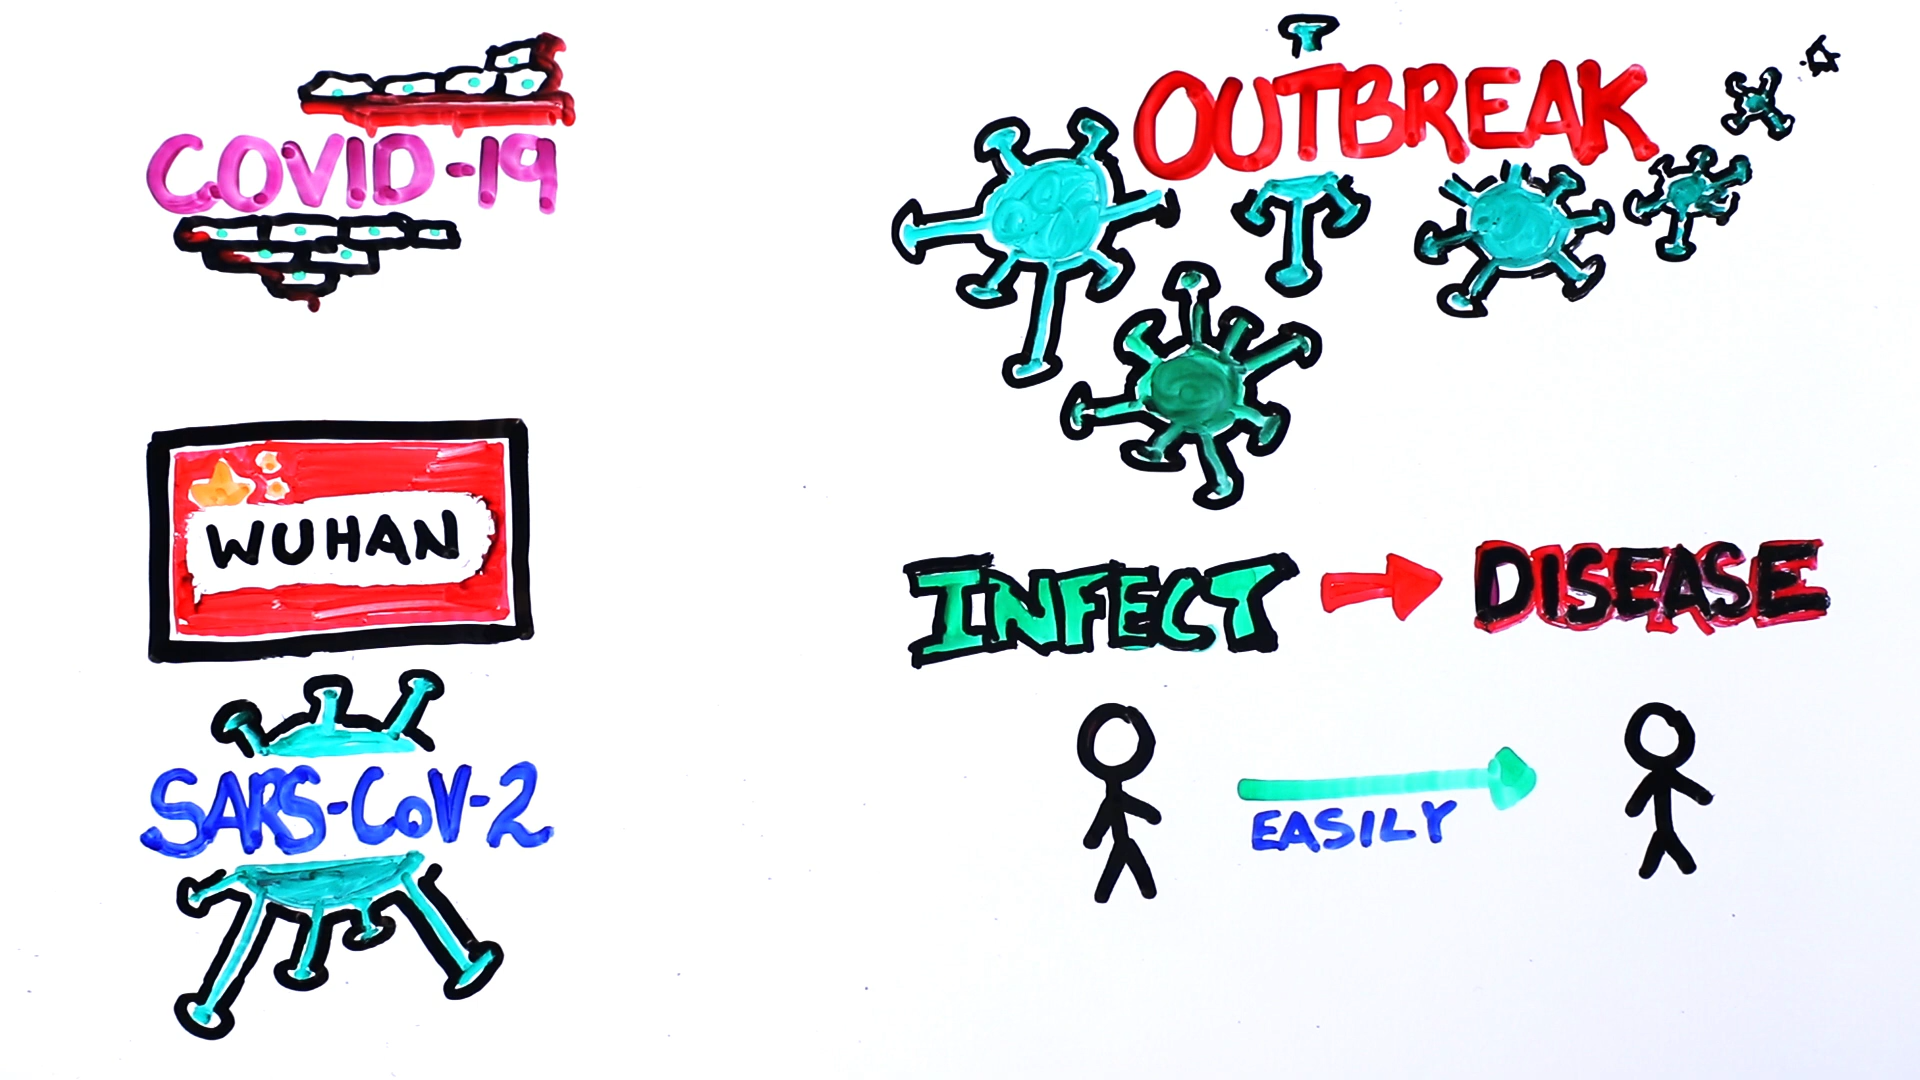 COVID-19
OUTBREAK
WUHAN
INFECT
DISEASE
SARS-CoV-2
EASILY